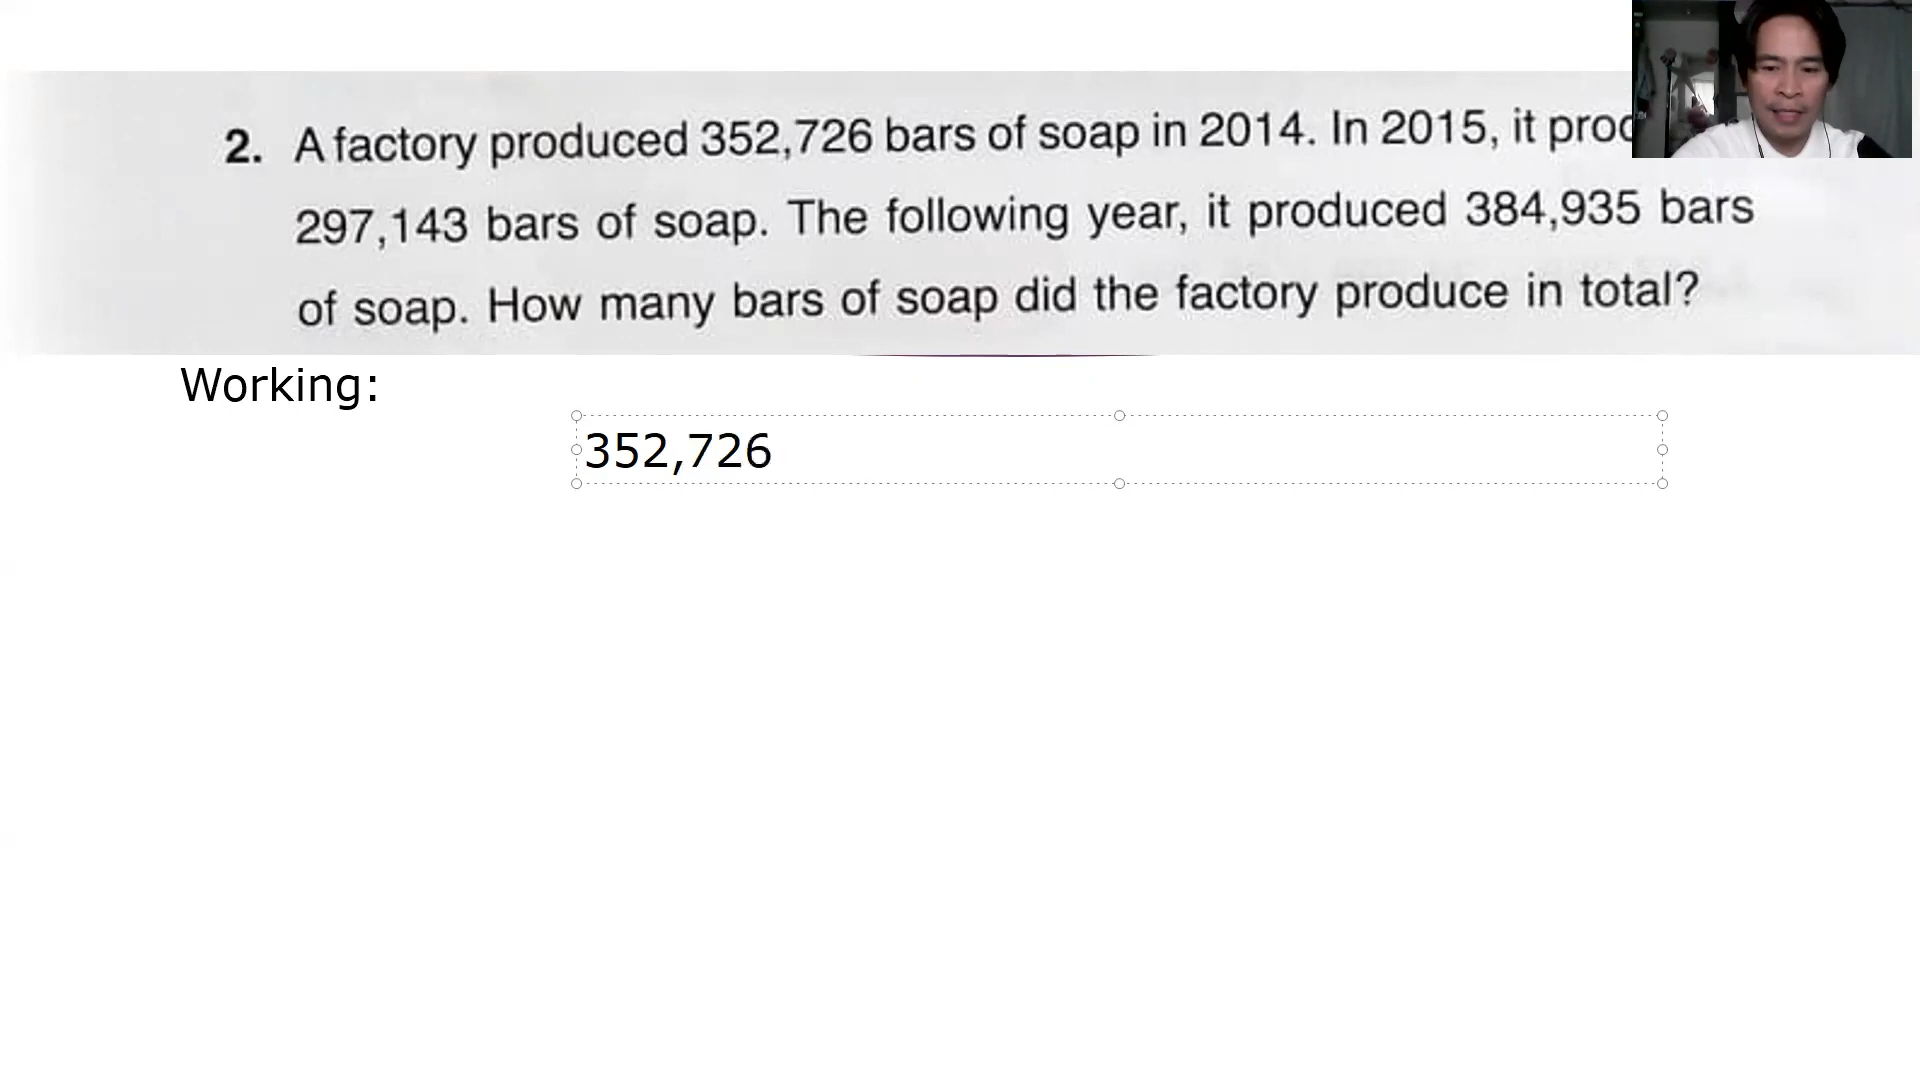 2. A factory produced 352,726 bars of soap in 2014. In 2015, it
297,143 bars of soap. The following year, it produced 384,935 bars
of soap. How many bars of soap did the factory produce in total?
Working:
352,726